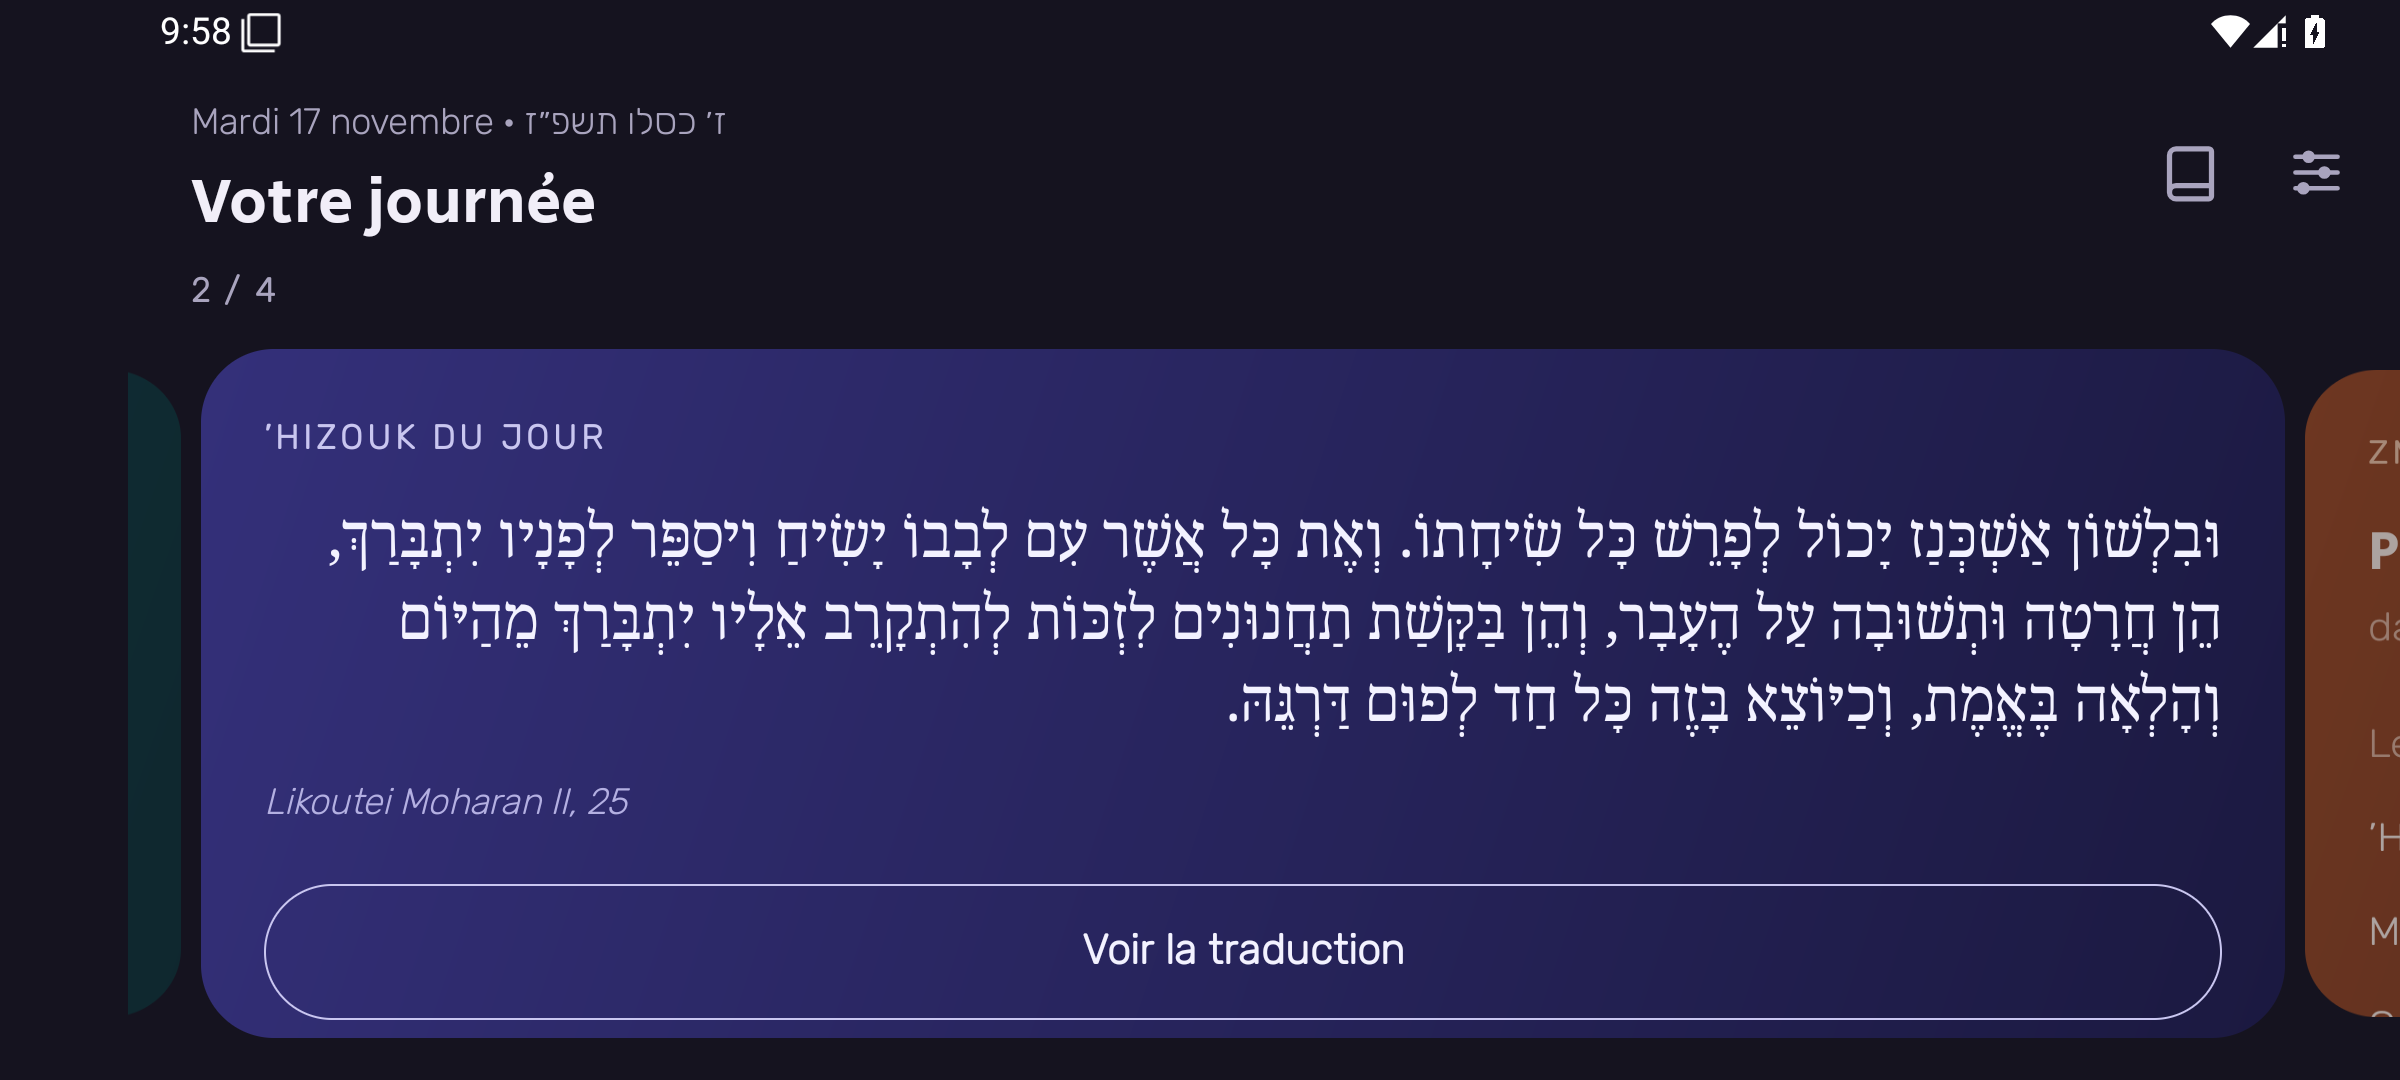 9:58
Mardi 17 novembre • ז׳ כסלו תשפ״ז
Votre journée
2 / 4
׳HIZOUK DU JOUR
וּבִלְשׁוֹן אַשְׁכְּנַז יָכוֹל לְפָרֵשׁ כָּל שִׂיחָתוֹ. וְאֶת כָּל אֲשֶׁר עִם לְבָבוֹ יָשִׂיחַ וִיסַפֵּר לְפָנָיו יִתְבָּרַךְ,
הֵן חֲרָטָה וּתְשׁוּבָה עַל הֶעָבָר, וְהֵן בַּקָּשַׁת תַּחֲנוּנִים לִזְכּוֹת לְהִתְקָרֵב אֵלָיו יִתְבָּרַךְ מֵהַיּוֹם
וְהָלְאָה בֶּאֱמֶת, וְכַיּוֹצֵא בָּזֶה כָּל חַד לְפוּם דַּרְגֵּהּ.
Likoutei Moharan II, 25
Voir la traduction